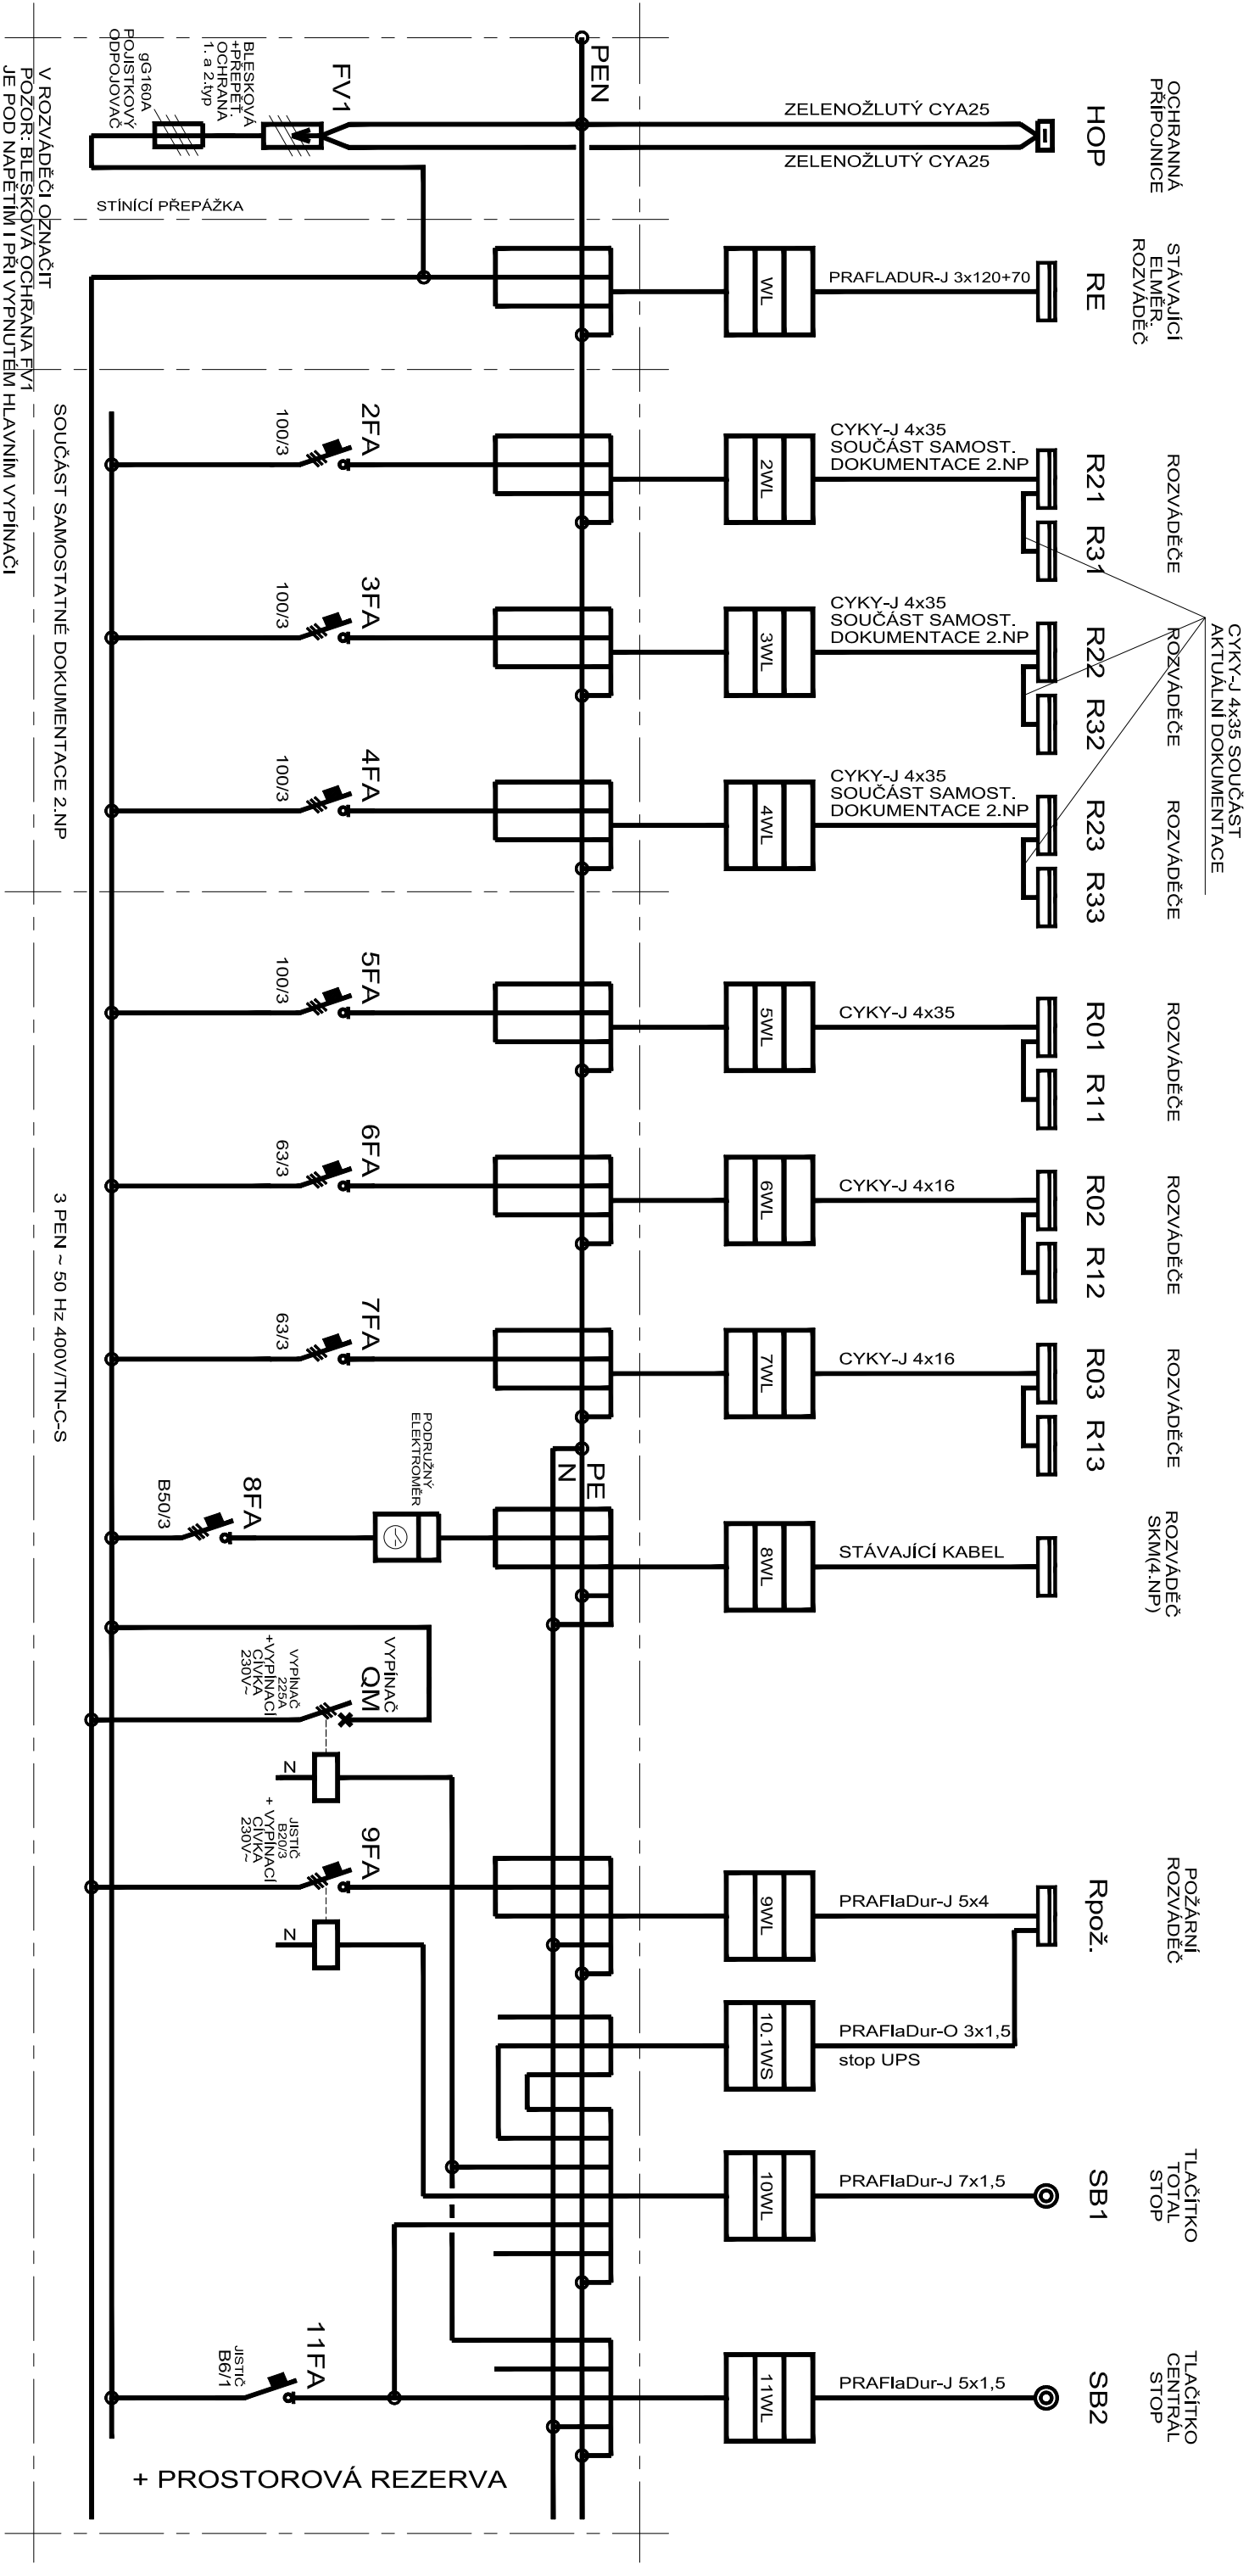 OCHRANNÁ
PŘÍPOJNICE
HOP
ZELENOŽLUTÝ CYA25
ZELENOŽLUTÝ CYA25
PEN
FV1
BLESKOVÁ
+PŘEPĚŤ.
OCHRANA
1. a 2.typ
gG160A
POJISTKOVÝ
ODPOJOVAČ
STÍNÍCÍ PŘEPÁŽKA
V ROZVÁDĚČI OZNAČIT
POZOR: BLESKOVÁ OCHRANA FV1
JE POD NAPĚTÍM I PŘI VYPNUTÉM HLAVNÍM VYPÍNAČI
STÁVAJÍCÍ
ELMĚR.
ROZVÁDĚČ
RE
PRAFLADUR-J 3x120+70
WL
CYKY-J 4x35 SOUČÁST
AKTUÁLNÍ DOKUMENTACE
ROZVÁDĚČE
R21 R31
CYKY-J 4x35
SOUČÁST SAMOST.
DOKUMENTACE 2.NP
2WL
2FA
100/3
ROZVÁDĚČE
R22 R32
CYKY-J 4x35
SOUČÁST SAMOST.
DOKUMENTACE 2.NP
3WL
3FA
100/3
ROZVÁDĚČE
R23 R33
CYKY-J 4x35
SOUČÁST SAMOST.
DOKUMENTACE 2.NP
4WL
4FA
100/3
SOUČÁST SAMOSTATNÉ DOKUMENTACE 2.NP
ROZVÁDĚČE
R01 R11
CYKY-J 4x35
5WL
5FA
100/3
ROZVÁDĚČE
R02 R12
CYKY-J 4x16
6WL
6FA
63/3
ROZVÁDĚČE
R03 R13
CYKY-J 4x16
7WL
7FA
63/3
3 PEN ~ 50 Hz 400V/TN-C-S
PE
N
ROZVÁDĚČ
SKM(4.NP)
STÁVAJÍCÍ KABEL
8WL
PODRUŽNÝ
ELEKTROMĚR
8FA
B50/3
VYPÍNAČ
QM
VYPÍNAČ
225A
+VYPÍNACÍ
CÍVKA
230V~
N
POŽÁRNÍ
ROZVÁDĚČ
Rpož.
PRAFlaDur-J 5x4
9WL
9FA
JISTIČ
B20/3
+ VYPÍNACÍ
CÍVKA
230V~
N
PRAFlaDur-O 3x1,5
stop UPS
10.1WS
TLAČÍTKO
TOTAL
STOP
SB1
PRAFlaDur-J 7x1,5
10WL
TLAČÍTKO
CENTRÁL
STOP
SB2
PRAFlaDur-J 5x1,5
11WL
11FA
JISTIČ
B6/1
+ PROSTOROVÁ REZERVA